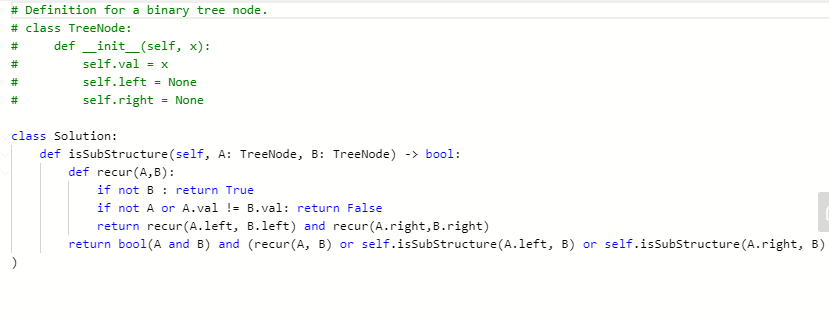 # Definition for a binary tree node.
# class TreeNode:
#     def __init__(self, x):
#         self.val = x
#         self.left = None
#         self.right = None

class Solution:
    def isSubStructure(self, A: TreeNode, B: TreeNode) -> bool:
        def recur(A,B):
            if not B : return True
            if not A or A.val != B.val: return False
            return recur(A.left, B.left) and recur(A.right,B.right)
        return bool(A and B) and (recur(A, B) or self.isSubStructure(A.left, B) or self.isSubStructure(A.right, B)
)